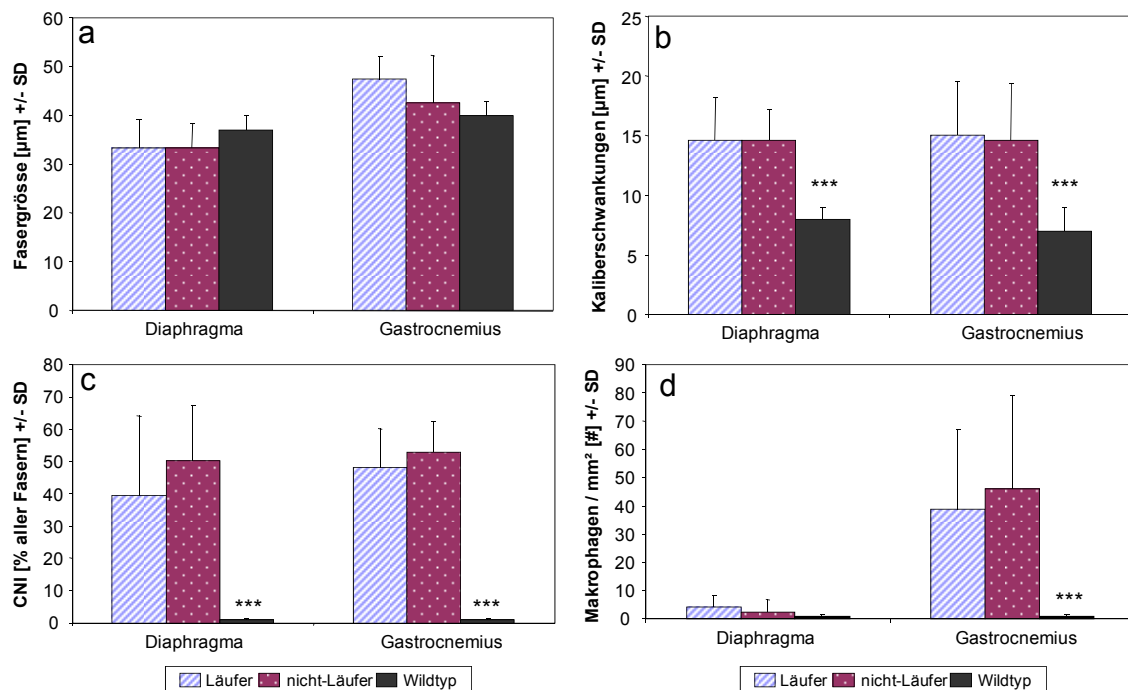 a
Fasergrösse [µm] +/- SD
60
50
40
30
20
10
0
Diaphragma
Gastrocnemius
b
Kaliberschwankungen [µm] +/- SD
25
20
15
10
5
0
***
***
Diaphragma
Gastrocnemius
c
CNI [% aller Fasern] +/- SD
80
70
60
50
40
30
20
10
0
***
***
Diaphragma
Gastrocnemius
Läufer nicht-Läufer Wildtyp
d
Makrophagen / mm² [#] +/- SD
90
80
70
60
50
40
30
20
10
0
***
Diaphragma
Gastrocnemius
Läufer nicht-Läufer Wildtyp